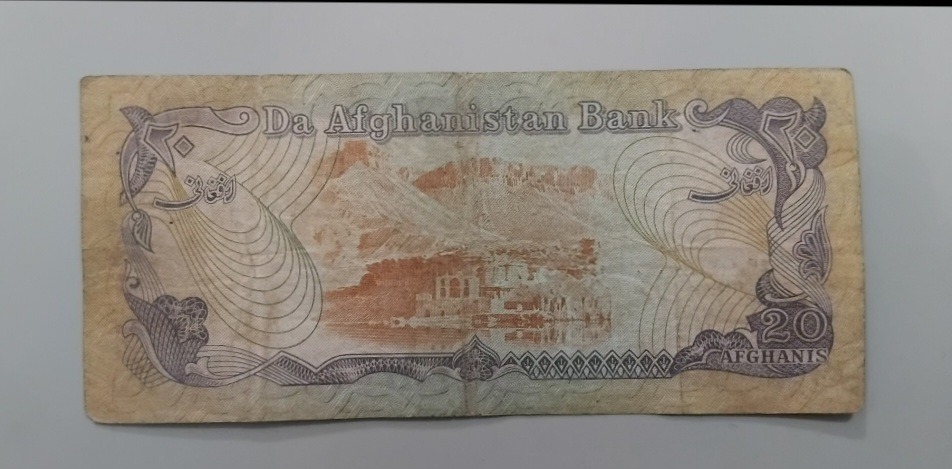 Da Afghanistan Bank
۲۰ ۲۰
افغانی افغانی
20
AFGHANIS